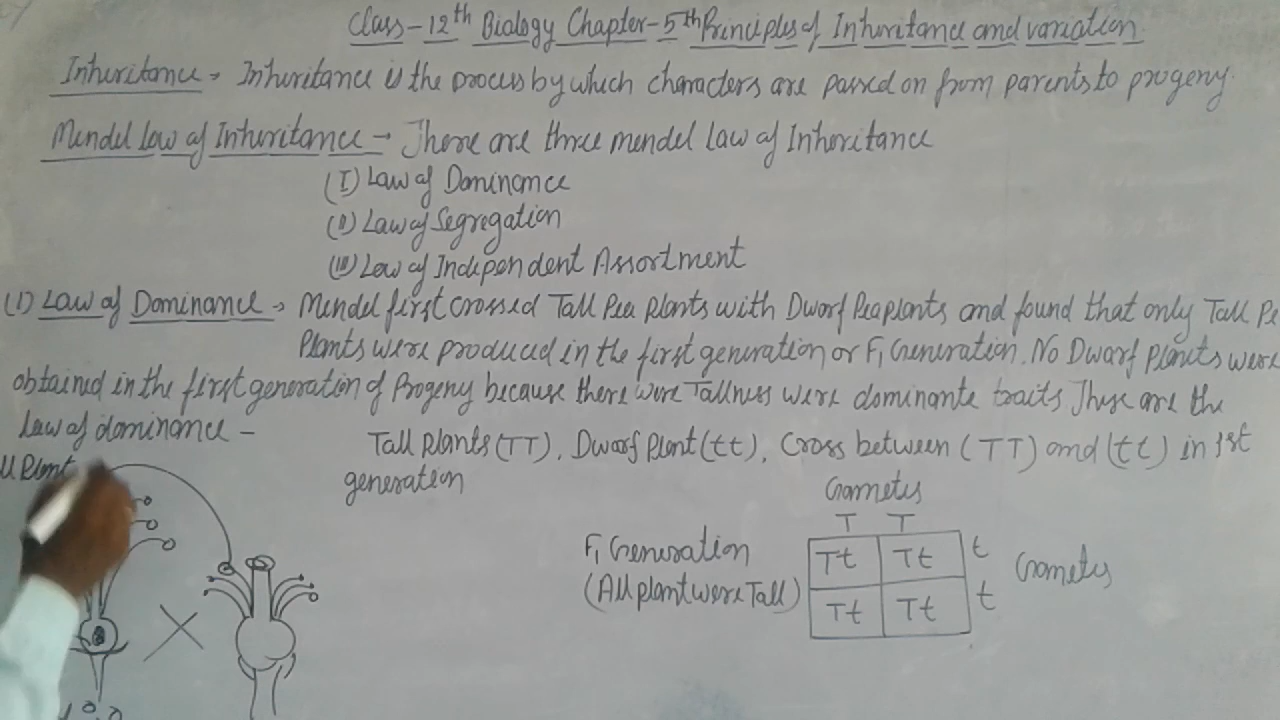 Class-12th Biology Chapter-5th Principles of Inheritance and variation
Inheritance → Inheritance is the process by which characters are passed on from parents to progeny.
Mendel law of Inheritance → There are three mendel law of Inheritance
(I) Law of Dominance
(II) Law of Segregation
(III) Law of Independent Assortment
(1) Law of Dominance → Mendel first crossed Tall Pea Plants with Dwarf Pea plants and found that only Tall Pe
Plants were produced in the first generation or F1 Generation. No Dwarf plants were
obtained in the first generation of Progeny because there were Tallness were dominante traits These are the
law of dominance -
Tall plants (TT), Dwarf plant (tt), Cross between (TT) and (tt) in 1st
generation
ll Plant
Gametes
T T
F1 Generation
(All plant were Tall)
Tt Tt t
Tt Tt t
Gametes